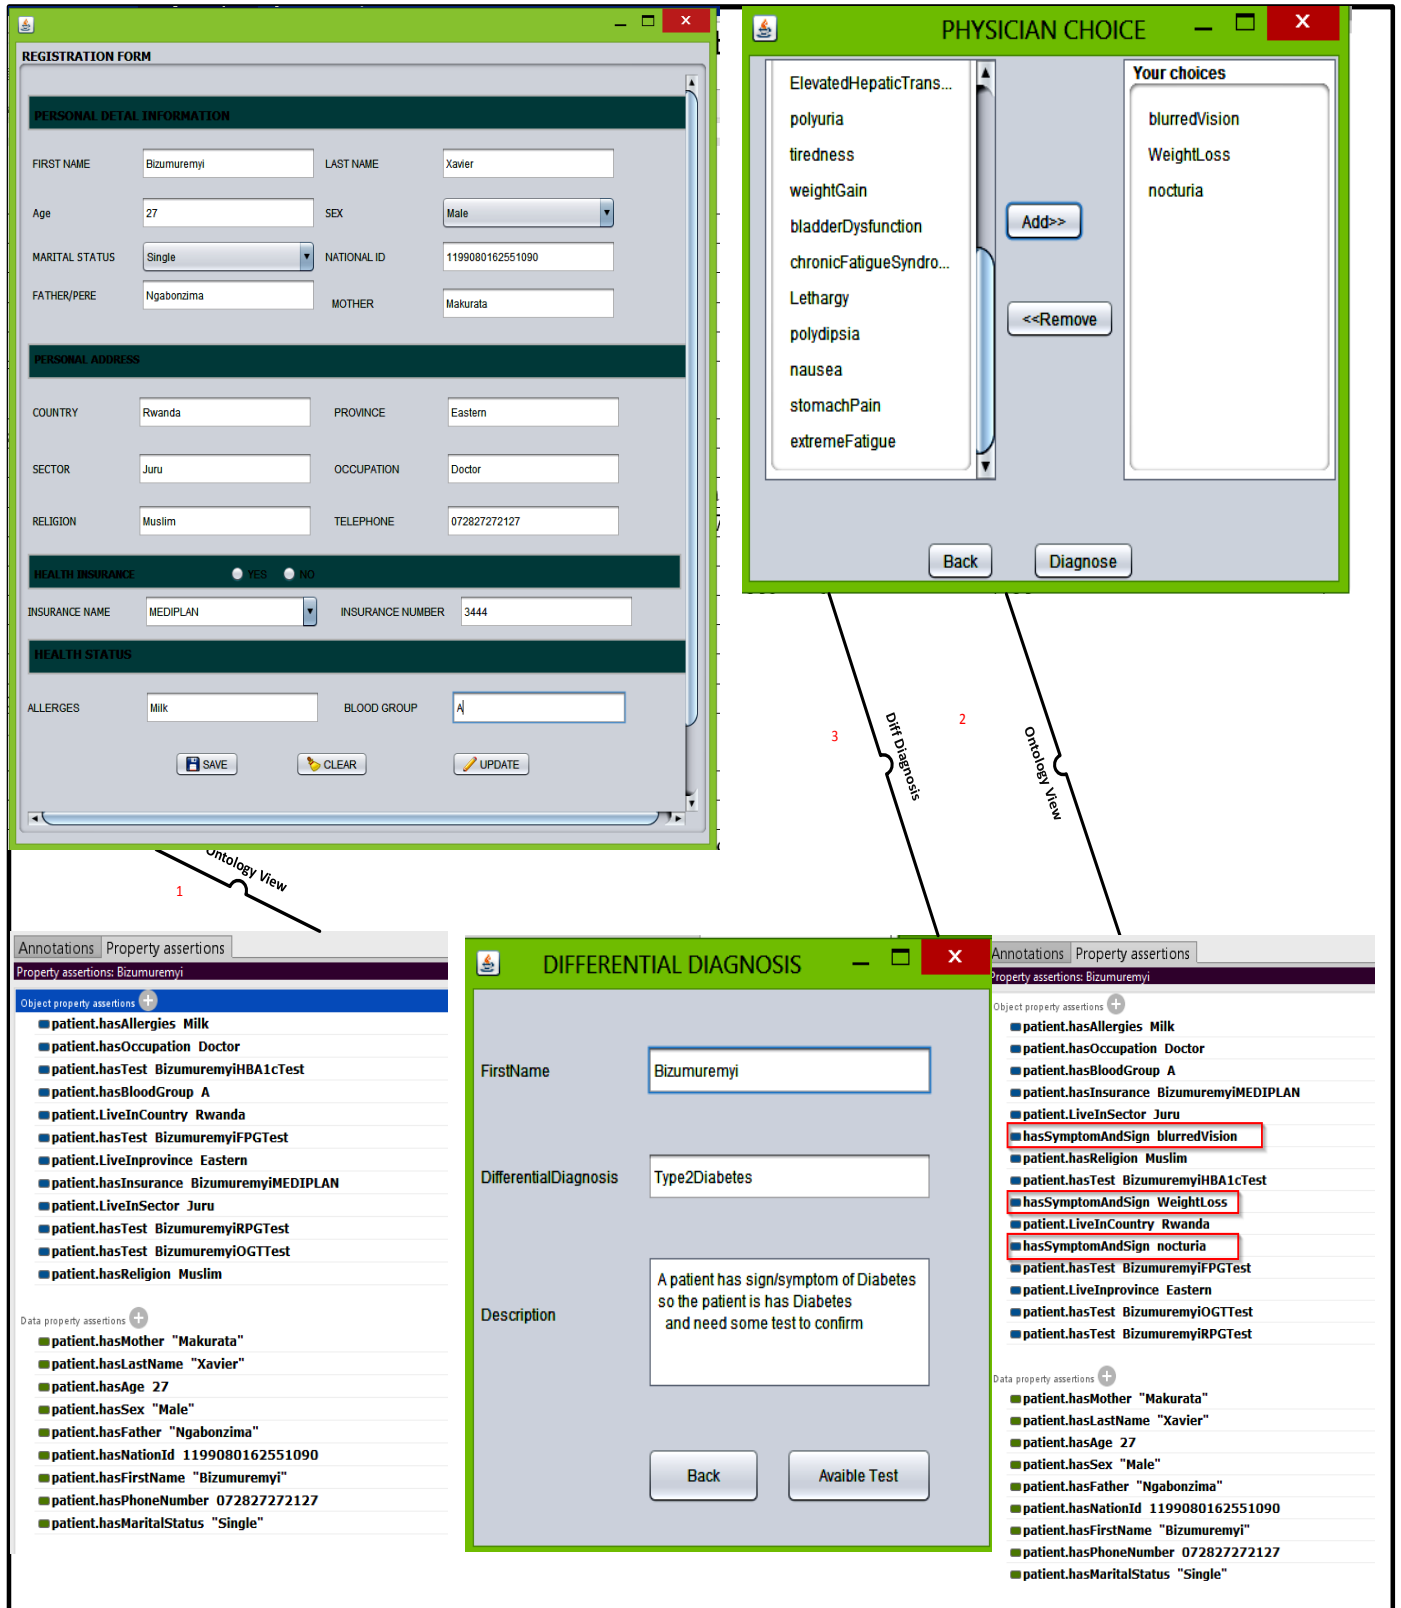 REGISTRATION FORM
PERSONAL DETAL INFORMATION
FIRST NAME Bizumuremyi LAST NAME Xavier
Age 27 SEX Male
MARITAL STATUS Single NATIONAL ID 1199080162551090
FATHER/PERE Ngabonzima MOTHER Makurata
PERSONAL ADDRESS
COUNTRY Rwanda PROVINCE Eastern
SECTOR Juru OCCUPATION Doctor
RELIGION Muslim TELEPHONE 072827272127
HEALTH INSURANCE YES NO
INSURANCE NAME MEDIPLAN INSURANCE NUMBER 3444
HEALTH STATUS
ALLERGES Milk BLOOD GROUP A
SAVE CLEAR UPDATE
PHYSICIAN CHOICE
ElevatedHepaticTrans...
polyuria
tiredness
weightGain
bladderDysfunction
chronicFatigueSyndro...
Lethargy
polydipsia
nausea
stomachPain
extremeFatigue
Add>>
<<Remove
Your choices
blurredVision
WeightLoss
nocturia
Back Diagnose
3 Diff Diagnosis
2 Ontology View
1 Ontology View
Annotations Property assertions
Property assertions: Bizumuremyi
Object property assertions
patient.hasAllergies Milk
patient.hasOccupation Doctor
patient.hasTest BizumuremyiHBA1cTest
patient.hasBloodGroup A
patient.LiveInCountry Rwanda
patient.hasTest BizumuremyiFPGTest
patient.LiveInprovince Eastern
patient.hasInsurance BizumuremyiMEDIPLAN
patient.LiveInSector Juru
patient.hasTest BizumuremyiRPGTest
patient.hasTest BizumuremyiOGTTest
patient.hasReligion Muslim
Data property assertions
patient.hasMother "Makurata"
patient.hasLastName "Xavier"
patient.hasAge 27
patient.hasSex "Male"
patient.hasFather "Ngabonzima"
patient.hasNationId 1199080162551090
patient.hasFirstName "Bizumuremyi"
patient.hasPhoneNumber 072827272127
patient.hasMaritalStatus "Single"
DIFFERENTIAL DIAGNOSIS
FirstName Bizumuremyi
DifferentialDiagnosis Type2Diabetes
Description
A patient has sign/symptom of Diabetes
so the patient is has Diabetes
and need some test to confirm
Back Avaible Test
Annotations Property assertions
Property assertions: Bizumuremyi
Object property assertions
patient.hasAllergies Milk
patient.hasOccupation Doctor
patient.hasBloodGroup A
patient.hasInsurance BizumuremyiMEDIPLAN
patient.LiveInSector Juru
hasSymptomAndSign blurredVision
patient.hasReligion Muslim
patient.hasTest BizumuremyiHBA1cTest
hasSymptomAndSign WeightLoss
patient.LiveInCountry Rwanda
hasSymptomAndSign nocturia
patient.hasTest BizumuremyiFPGTest
patient.LiveInprovince Eastern
patient.hasTest BizumuremyiOGTTest
patient.hasTest BizumuremyiRPGTest
Data property assertions
patient.hasMother "Makurata"
patient.hasLastName "Xavier"
patient.hasAge 27
patient.hasSex "Male"
patient.hasFather "Ngabonzima"
patient.hasNationId 1199080162551090
patient.hasFirstName "Bizumuremyi"
patient.hasPhoneNumber 072827272127
patient.hasMaritalStatus "Single"